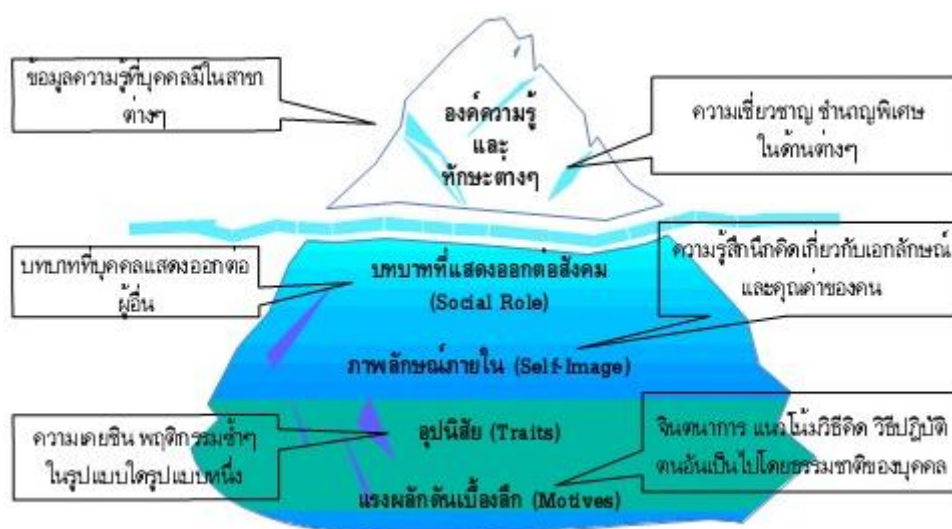 ข้อมูลความรู้ที่บุคคลมีในสาขา
ต่างๆ
องค์ความรู้
และ
ทักษะต่างๆ
ความเชี่ยวชาญ ชำนาญพิเศษ
ในด้านต่างๆ
บทบาทที่บุคคลแสดงออกต่อ
ผู้อื่น
บทบาทที่แสดงออกต่อสังคม
(Social Role)
ความรู้สึกนึกคิดเกี่ยวกับเอกลักษณ์
และคุณค่าของคน
ภาพลักษณ์ภายใน (Self-Image)
ความเคยชิน พฤติกรรมซ้ำๆ
ในรูปแบบใดรูปแบบหนึ่ง
อุปนิสัย (Traits)
จินตนาการ แนวโน้มวิธีคิด วิธีปฏิบัติ
ตนอันเป็นไปโดยธรรมชาติของบุคคล
แรงผลักดันเบื้องลึก (Motives)